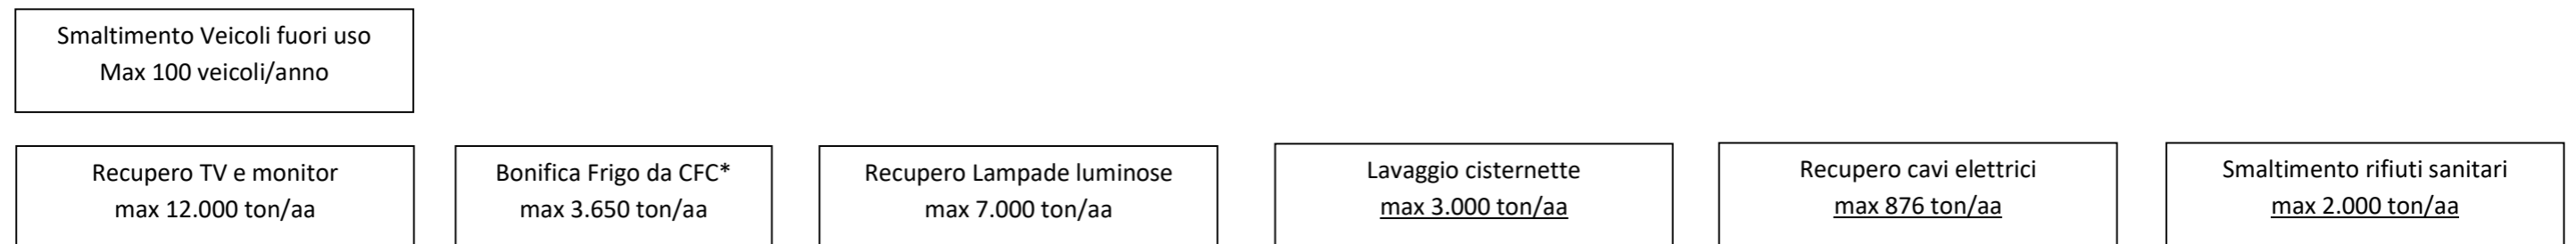 Smaltimento Veicoli fuori uso
Max 100 veicoli/anno
Recupero TV e monitor
max 12.000 ton/aa
Bonifica Frigo da CFC*
max 3.650 ton/aa
Recupero Lampade luminose
max 7.000 ton/aa
Lavaggio cisternette
max 3.000 ton/aa
Recupero cavi elettrici
max 876 ton/aa
Smaltimento rifiuti sanitari
max 2.000 ton/aa